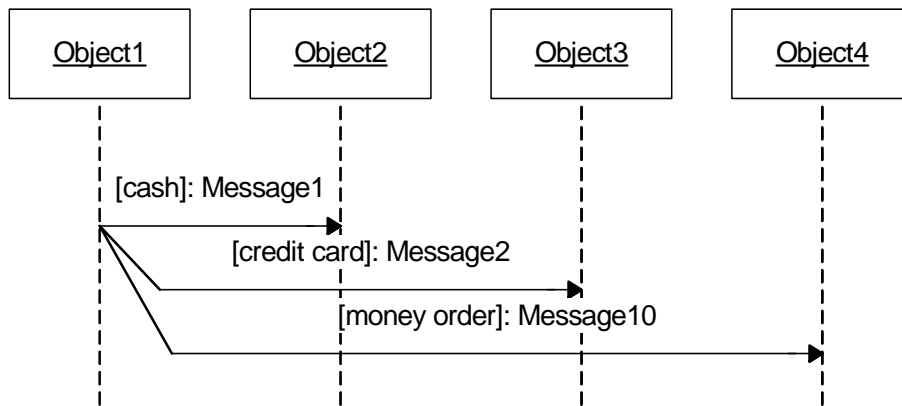 Object1 Object2 Object3 Object4
[cash]: Message1
[credit card]: Message2
[money order]: Message10